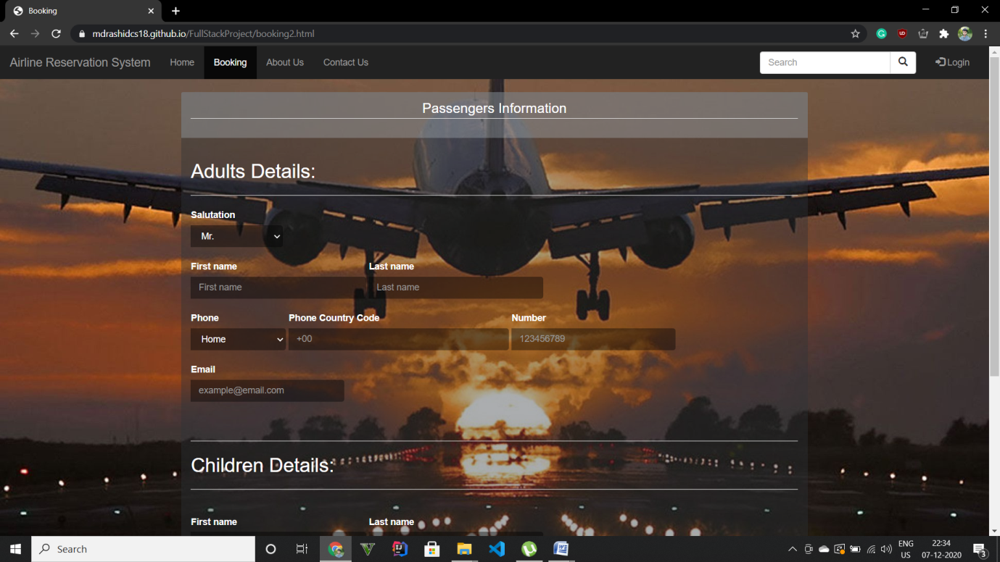 Booking
mdrashidcs18.github.io/FullStackProject/booking2.html
Airline Reservation System Home Booking About Us Contact Us Search Login
Passengers Information
Adults Details:
Salutation
Mr.
First name Last name
First name Last name
Phone Phone Country Code Number
Home +00 123456789
Email
example@email.com
Children Details:
First name Last name
Search
ENG 22:34
US 07-12-2020
3